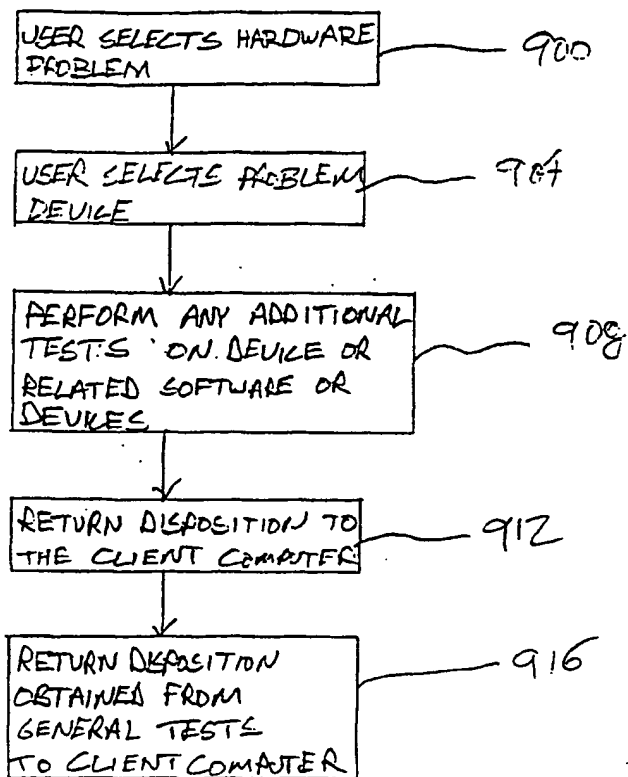 USER SELECTS HARDWARE
PROBLEM
900
USER SELECTS PROBLEM
DEVICE
904
PERFORM ANY ADDITIONAL
TESTS ON DEVICE OR
RELATED SOFTWARE OR
DEVICES
908
RETURN DISPOSITION TO
THE CLIENT COMPUTER
912
RETURN DISPOSITION
OBTAINED FROM
GENERAL TESTS
TO CLIENT COMPUTER
916